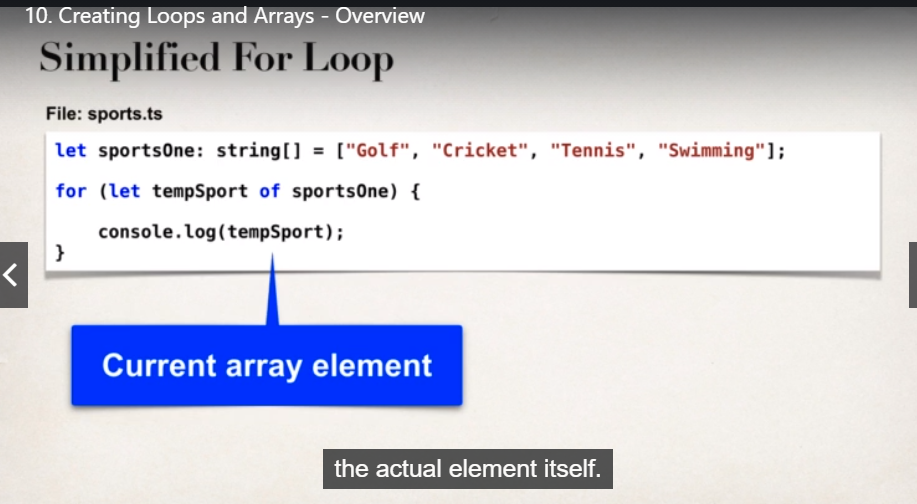 10. Creating Loops and Arrays - Overview
Simplified For Loop
File: sports.ts
let sportsOne: string[] = ["Golf", "Cricket", "Tennis", "Swimming"];
for (let tempSport of sportsOne) {
console.log(tempSport);
}
Current array element
the actual element itself.